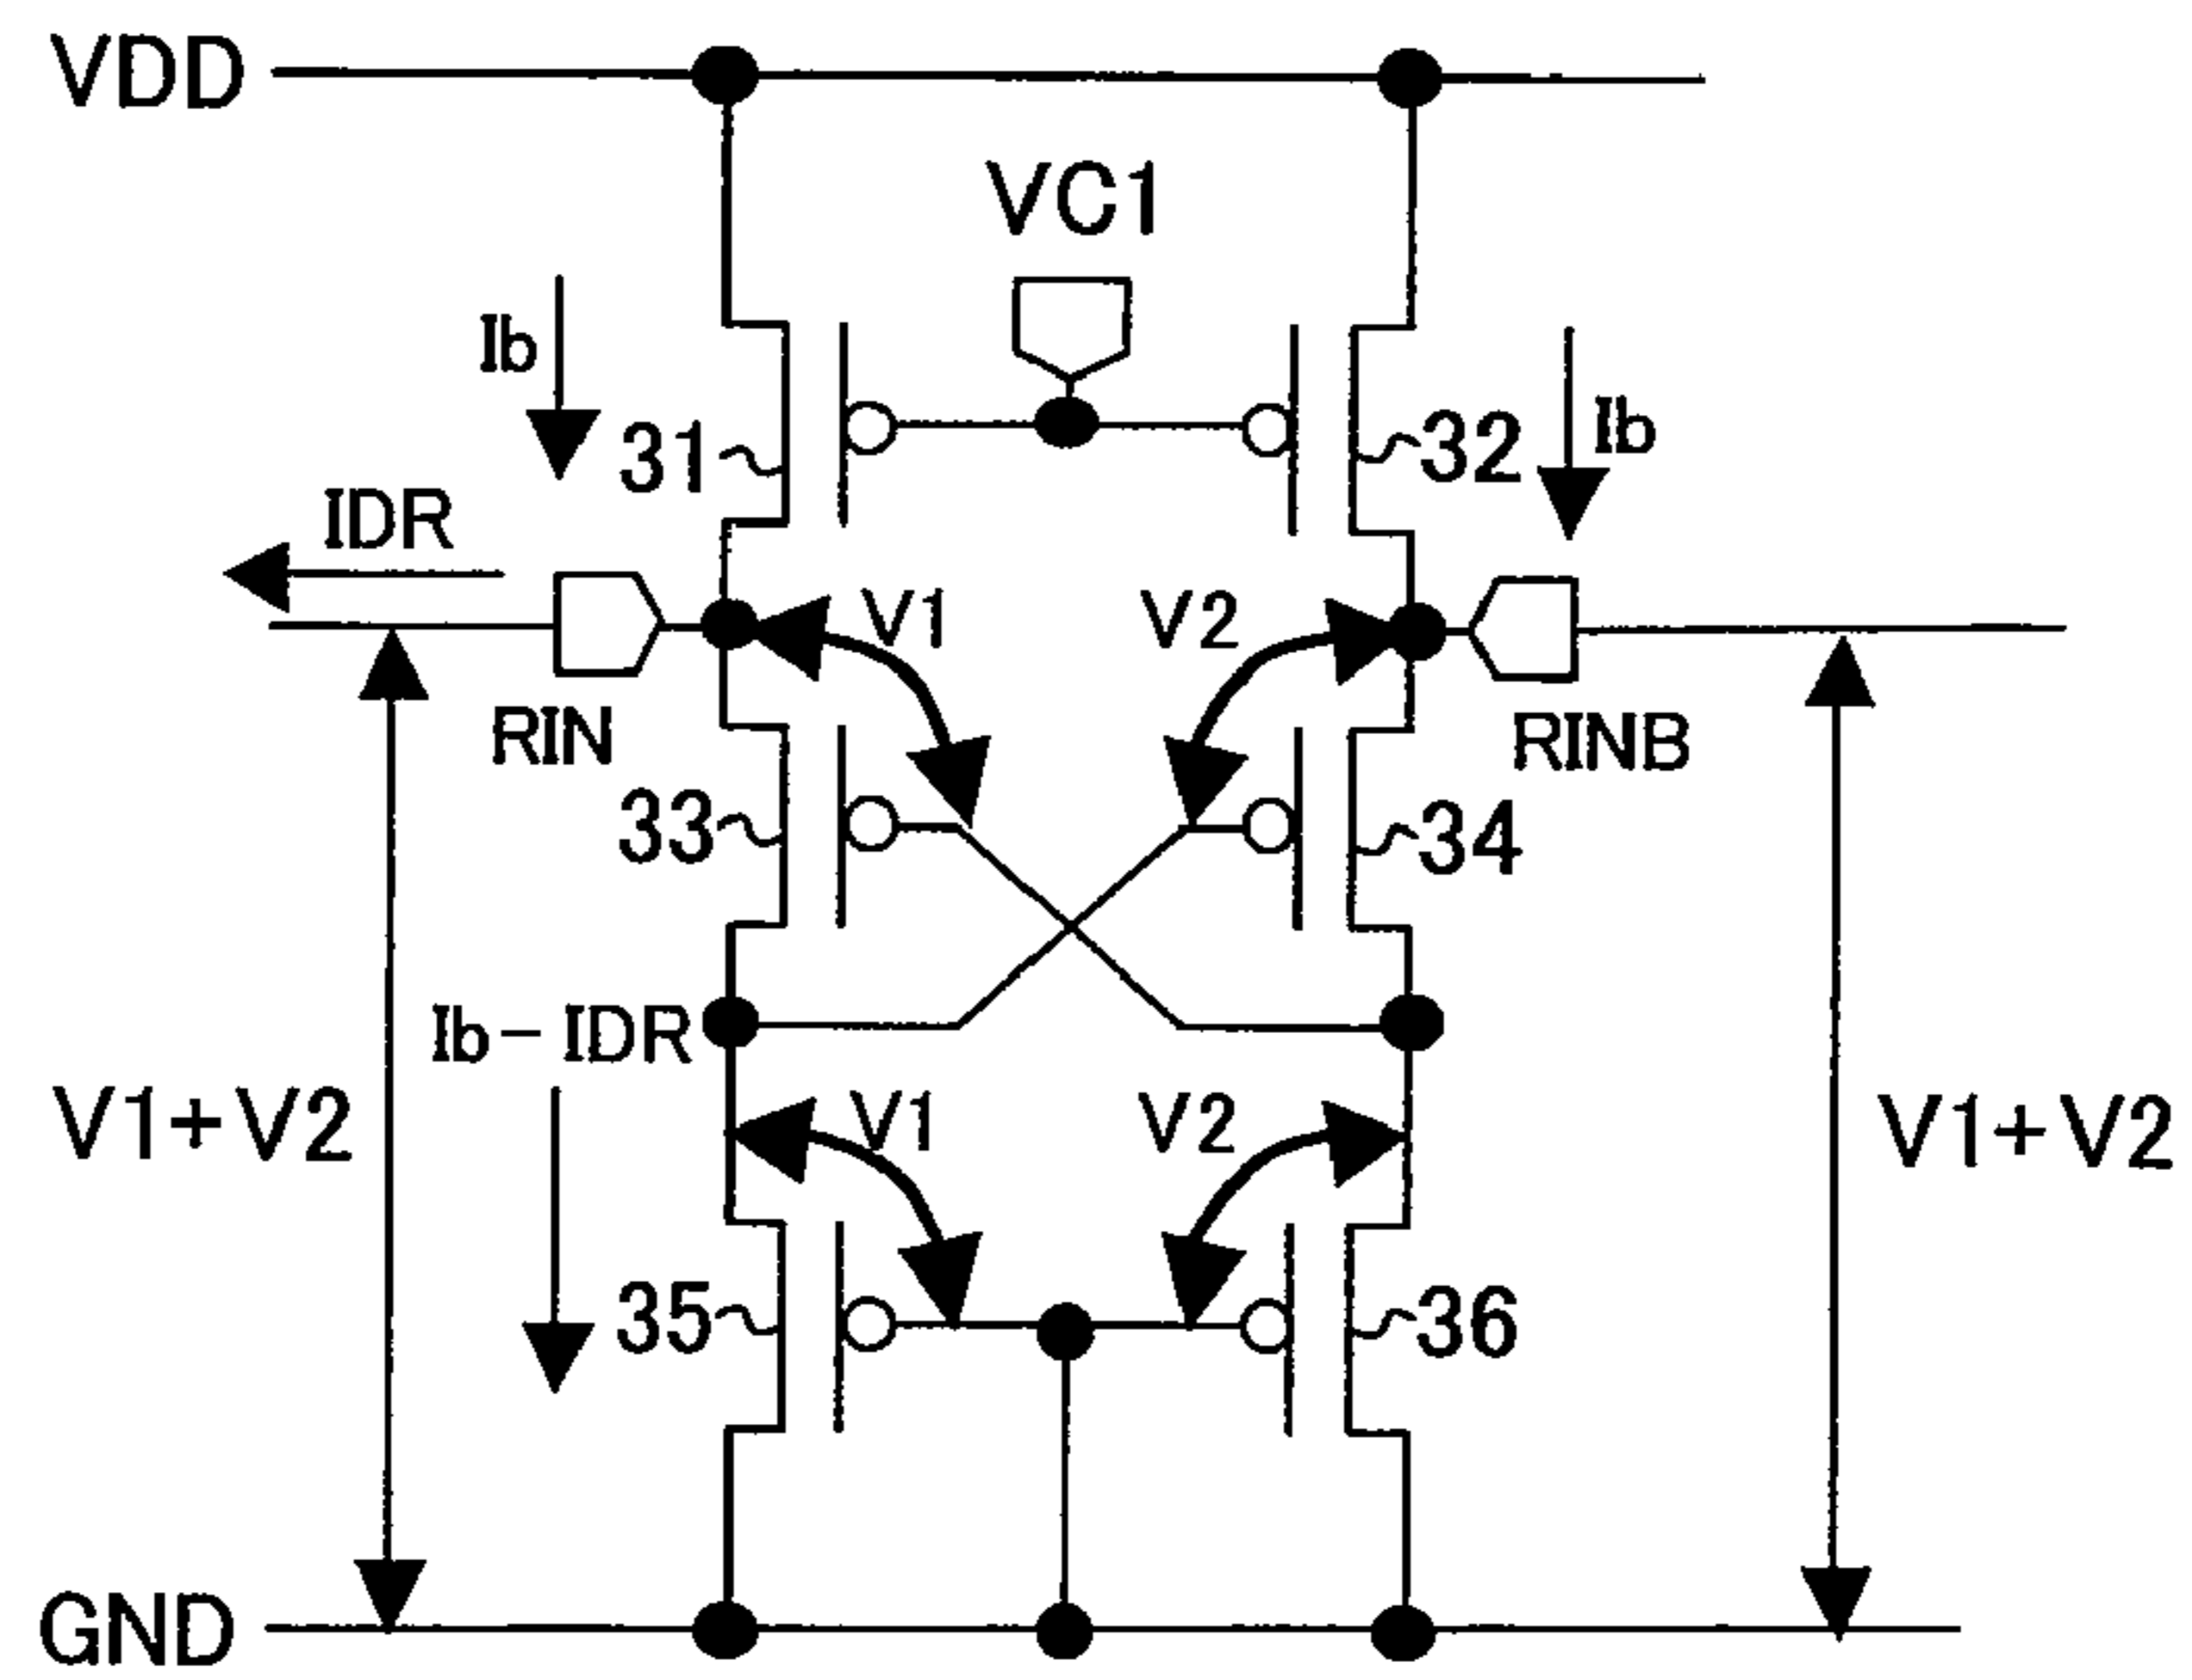 VDD
VC1
Ib
31
32
Ib
IDR
V1
V2
RIN
RINB
33
34
Ib-IDR
V1+V2
V1
V2
V1+V2
35
36
GND